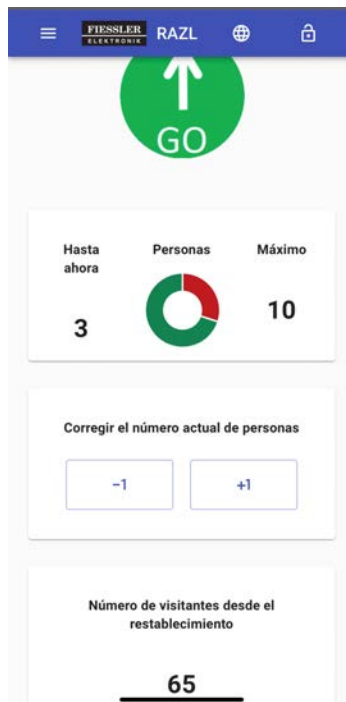 FIESSLER
ELEKTRONIK
RAZL
GO
Hasta
ahora
Personas
Máximo
3
10
Corregir el número actual de personas
-1
+1
Número de visitantes desde el
restablecimiento
65